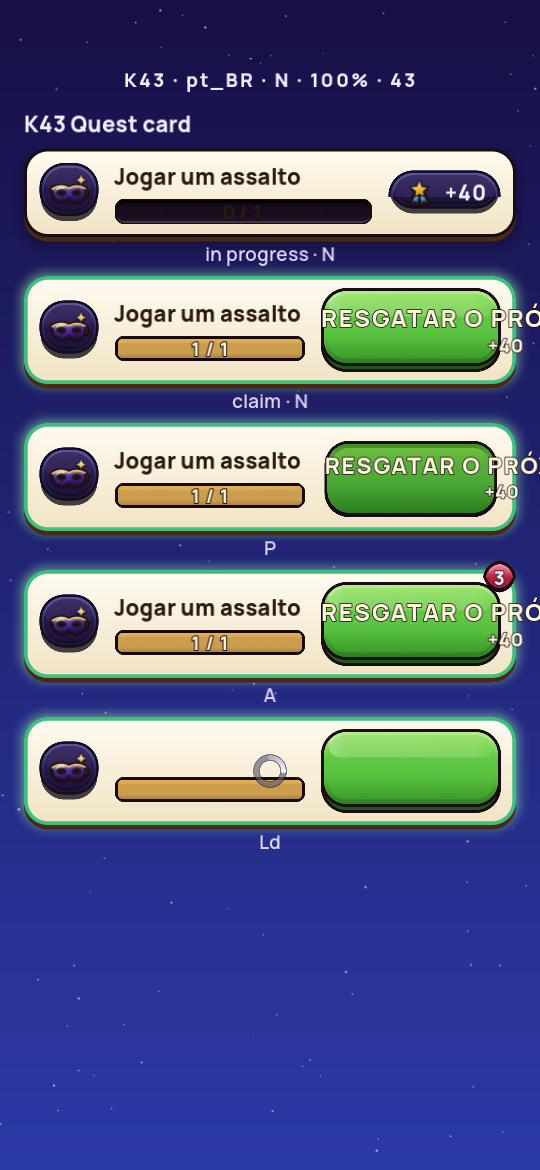 K43 · pt_BR · N · 100% · 43
K43 Quest card
Jogar um assalto
+40
0 / 1
in progress · N
Jogar um assalto
RESGATAR O PRÓ
1 / 1
+40
claim · N
Jogar um assalto
RESGATAR O PRÓ
1 / 1
+40
P
3
Jogar um assalto
RESGATAR O PRÓ
1 / 1
+40
A
Ld